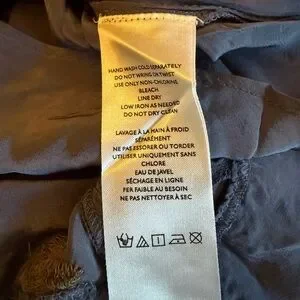 HAND WASH COLD SEPARATELY
DO NOT WRING OR TWIST
USE ONLY NON-CHLORINE
BLEACH
LINE DRY
LOW IRON AS NEEDED
DO NOT DRY CLEAN
LAVAGE À LA MAIN À FROID
SÉPARÉMENT
NE PAS ESSORER OU TORDER
UTILISER UNIQUEMENT SANS
CHLORE
EAU DE JAVEL
SÉCHAGE EN LIGNE
FER FAIBLE AU BESOIN
NE PAS NETTOYER À SEC